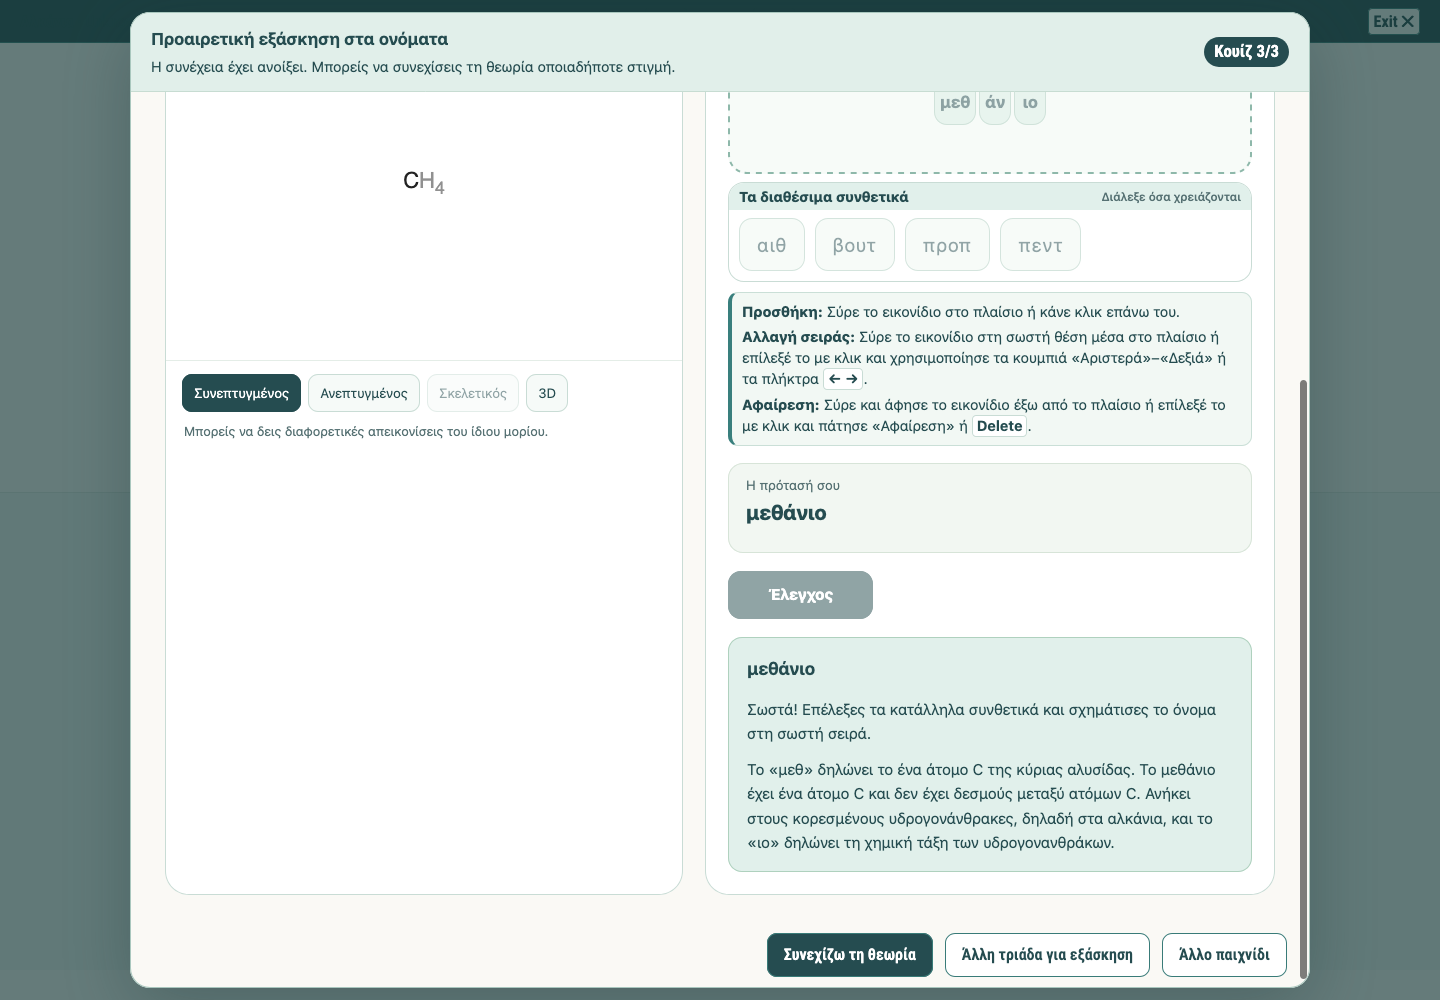 Exit ✕
Προαιρετική εξάσκηση στα ονόματα
Η συνέχεια έχει ανοίξει. Μπορείς να συνεχίσεις τη θεωρία οποιαδήποτε στιγμή.
Κουίζ 3/3
CH4
Συνεπτυγμένος
Ανεπτυγμένος
Σκελετικός
3D
Μπορείς να δεις διαφορετικές απεικονίσεις του ίδιου μορίου.
μεθ άν ιο
Τα διαθέσιμα συνθετικά
Διάλεξε όσα χρειάζονται
αιθ
βουτ
προπ
πεντ
Προσθήκη: Σύρε το εικονίδιο στο πλαίσιο ή κάνε κλικ επάνω του.
Αλλαγή σειράς: Σύρε το εικονίδιο στη σωστή θέση μέσα στο πλαίσιο ή
επίλεξέ το με κλικ και χρησιμοποίησε τα κουμπιά «Αριστερά»–«Δεξιά» ή
τα πλήκτρα ← →.
Αφαίρεση: Σύρε και άφησε το εικονίδιο έξω από το πλαίσιο ή επίλεξέ το
με κλικ και πάτησε «Αφαίρεση» ή Delete.
Η πρότασή σου
μεθάνιο
Έλεγχος
μεθάνιο
Σωστά! Επέλεξες τα κατάλληλα συνθετικά και σχημάτισες το όνομα
στη σωστή σειρά.
Το «μεθ» δηλώνει το ένα άτομο C της κύριας αλυσίδας. Το μεθάνιο
έχει ένα άτομο C και δεν έχει δεσμούς μεταξύ ατόμων C. Ανήκει
στους κορεσμένους υδρογονάνθρακες, δηλαδή στα αλκάνια, και το
«ιο» δηλώνει τη χημική τάξη των υδρογονανθράκων.
Συνεχίζω τη θεωρία
Άλλη τριάδα για εξάσκηση
Άλλο παιχνίδι